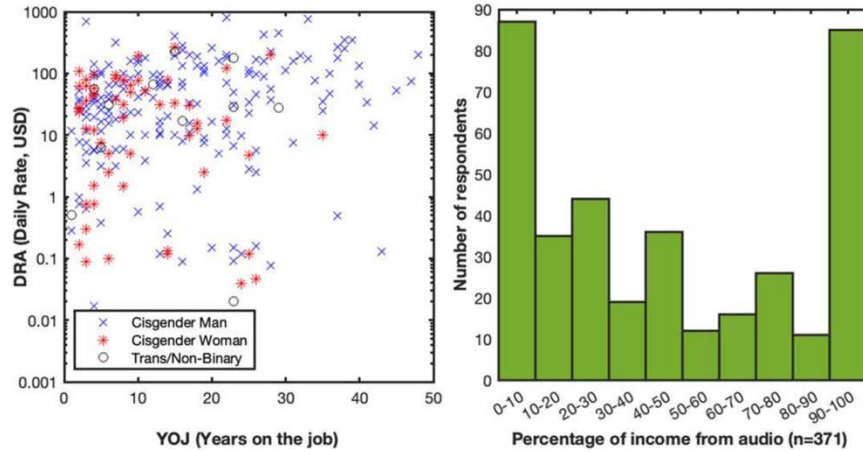 1000
100
10
1
0.1
0.01
0.001
DRA (Daily Rate, USD)
Cisgender Man
Cisgender Woman
Trans/Non-Binary
0 10 20 30 40 50
YOJ (Years on the job)
90
80
70
60
50
40
30
20
10
0
Number of respondents
0-10 10-20 20-30 30-40 40-50 50-60 60-70 70-80 80-90 90-100
Percentage of income from audio (n=371)